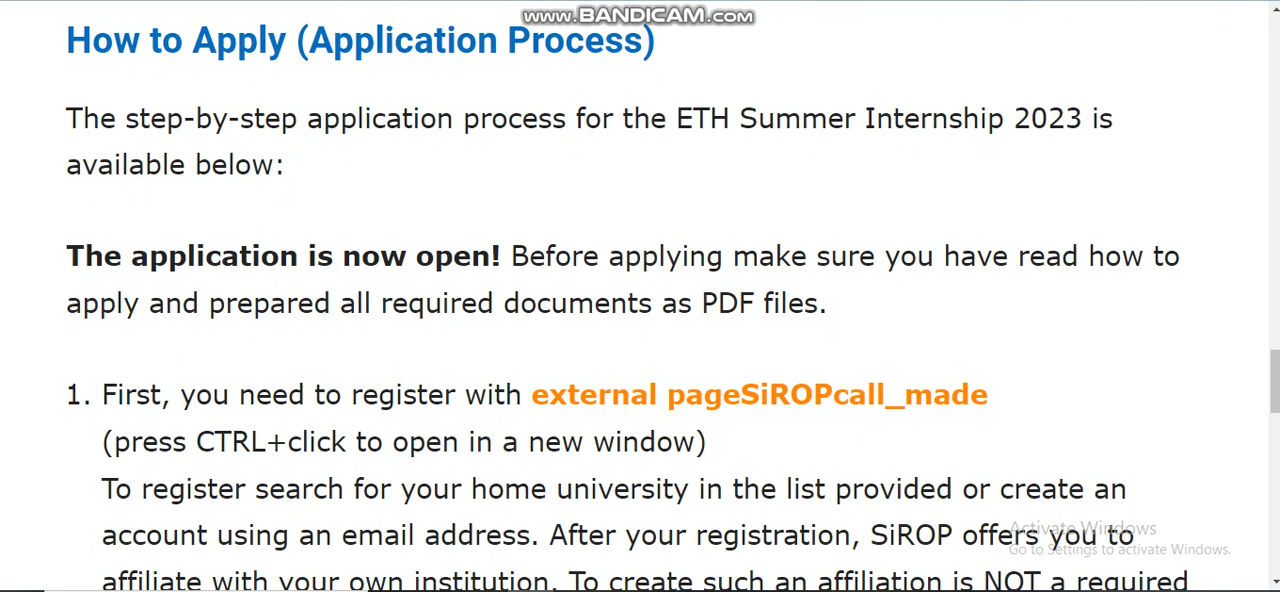 www.BANDICAM.com
How to Apply (Application Process)
The step-by-step application process for the ETH Summer Internship 2023 is
available below:
The application is now open! Before applying make sure you have read how to
apply and prepared all required documents as PDF files.
1. First, you need to register with external pageSiROPcall_made
(press CTRL+click to open in a new window)
To register search for your home university in the list provided or create an
account using an email address. After your registration, SiROP offers you to
Activate Windows
Go to Settings to activate Windows.
affiliate with your own institution. To create such an affiliation is NOT a required